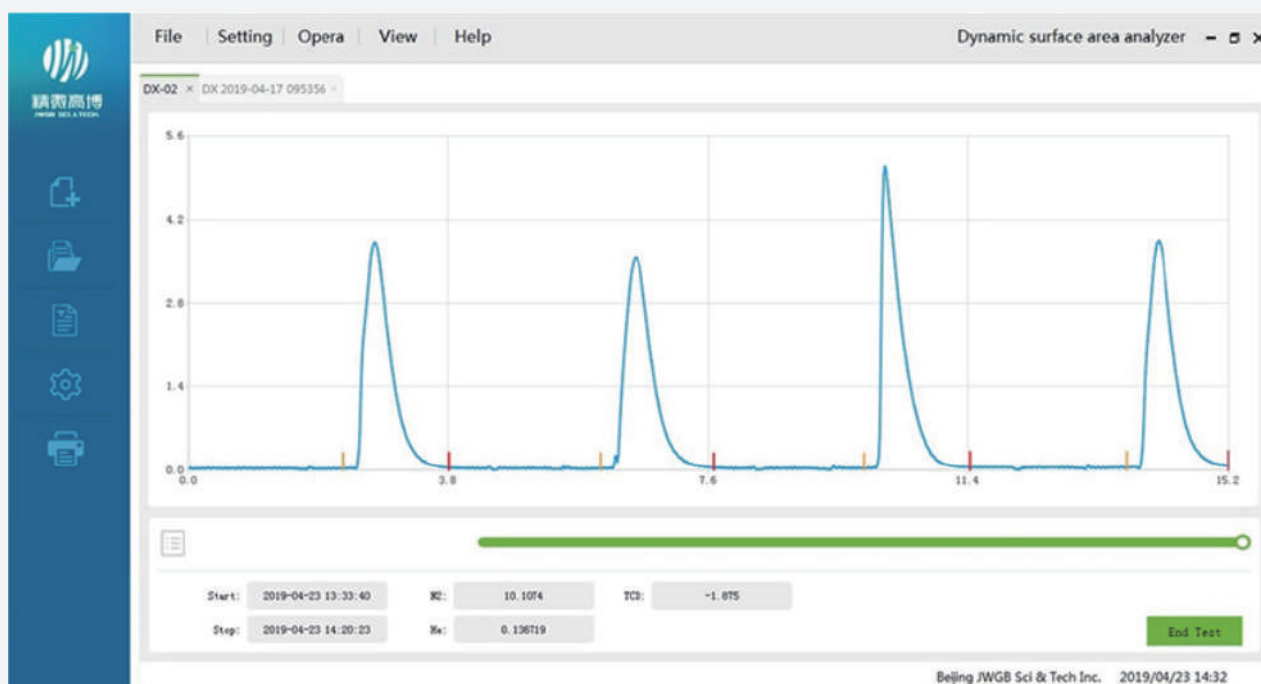 File Setting Opera View Help Dynamic surface area analyzer
精微高博
DX-02 × DX 2019-04-17 095356 ×
5.6
4.2
2.8
1.4
0.0
0.0 3.8 7.6 11.4 15.2
Start: 2019-04-23 13:33:40 N2: 10.1074 TCD: -1.875
Stop: 2019-04-23 14:20:23 He: 0.136719
End Test
Beijing JWGB Sci & Tech Inc. 2019/04/23 14:32